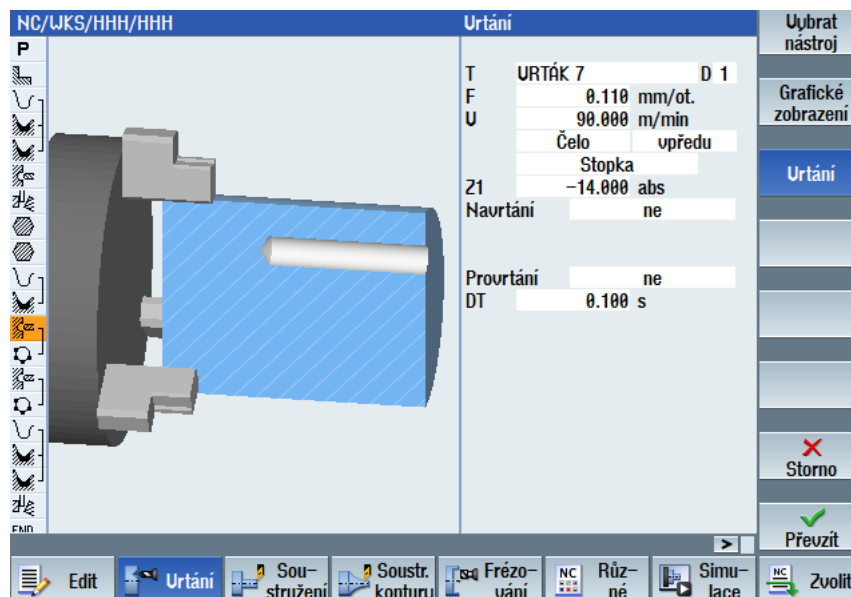 NC/WKS/HHH/HHH
Vrtání
Vybrat
nástroj
P
T VRTÁK 7 D 1
F 0.110 mm/ot.
V 90.000 m/min
Čelo vpředu
Stopka
Z1 -14.000 abs
Navrtání ne
Provrtání ne
DT 0.100 s
Grafické
zobrazení
Vrtání
Storno
Převzít
END
>
Edit
Vrtání
Sou-
stružení
Soustr.
konturu
Frézo-
vání
NC
Růz-
né
Simu-
lace
NC
Zvolit